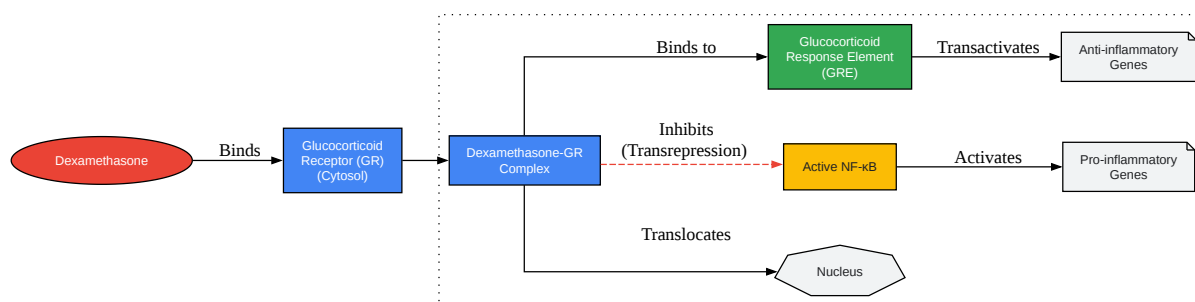 Dexamethasone
Binds
Glucocorticoid
Receptor (GR)
(Cytosol)
Dexamethasone-GR
Complex
Binds to
Glucocorticoid
Response Element
(GRE)
Transactivates
Anti-inflammatory
Genes
Inhibits
(Transrepression)
Active NF-κB
Activates
Pro-inflammatory
Genes
Translocates
Nucleus